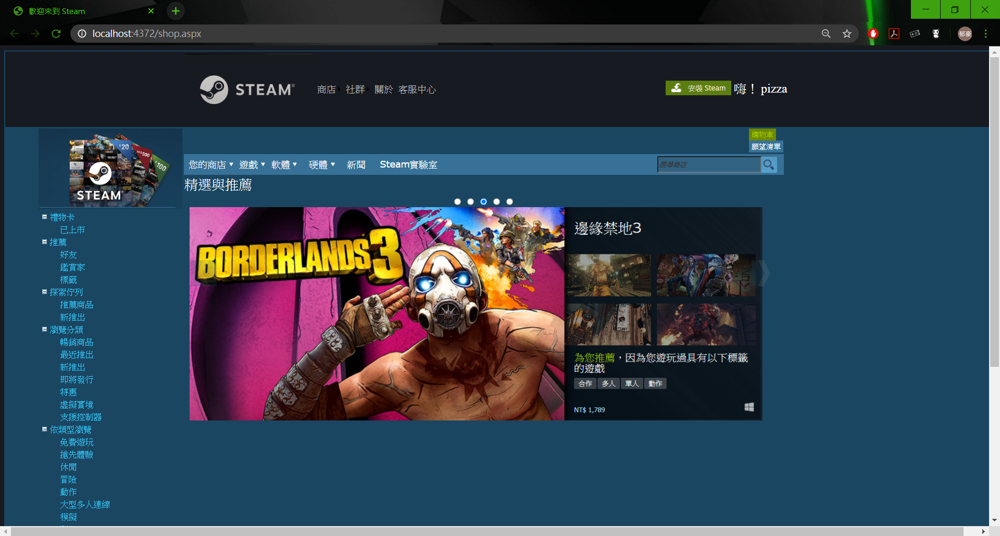 歡迎來到 Steam
localhost:4372/shop.aspx
郁豪
STEAM®
商店 社群 關於 客服中心
安裝 Steam
嗨！ pizza
購物車
願望清單
$20
500
$100
STEAM
您的商店 遊戲 軟體 硬體 新聞 Steam實驗室
搜尋商店
精選與推薦
禮物卡
已上市
推薦
好友
鑑賞家
標籤
探索佇列
推薦商品
新推出
瀏覽分類
暢銷商品
最近推出
新推出
即將發行
特惠
虛擬實境
支援控制器
依類型瀏覽
免費遊玩
搶先體驗
休閒
冒險
動作
大型多人連線
模擬
BORDERLANDS 3
邊緣禁地3
為您推薦，因為您遊玩過具有以下標籤
的遊戲
合作 多人 單人 動作
NT$ 1,789